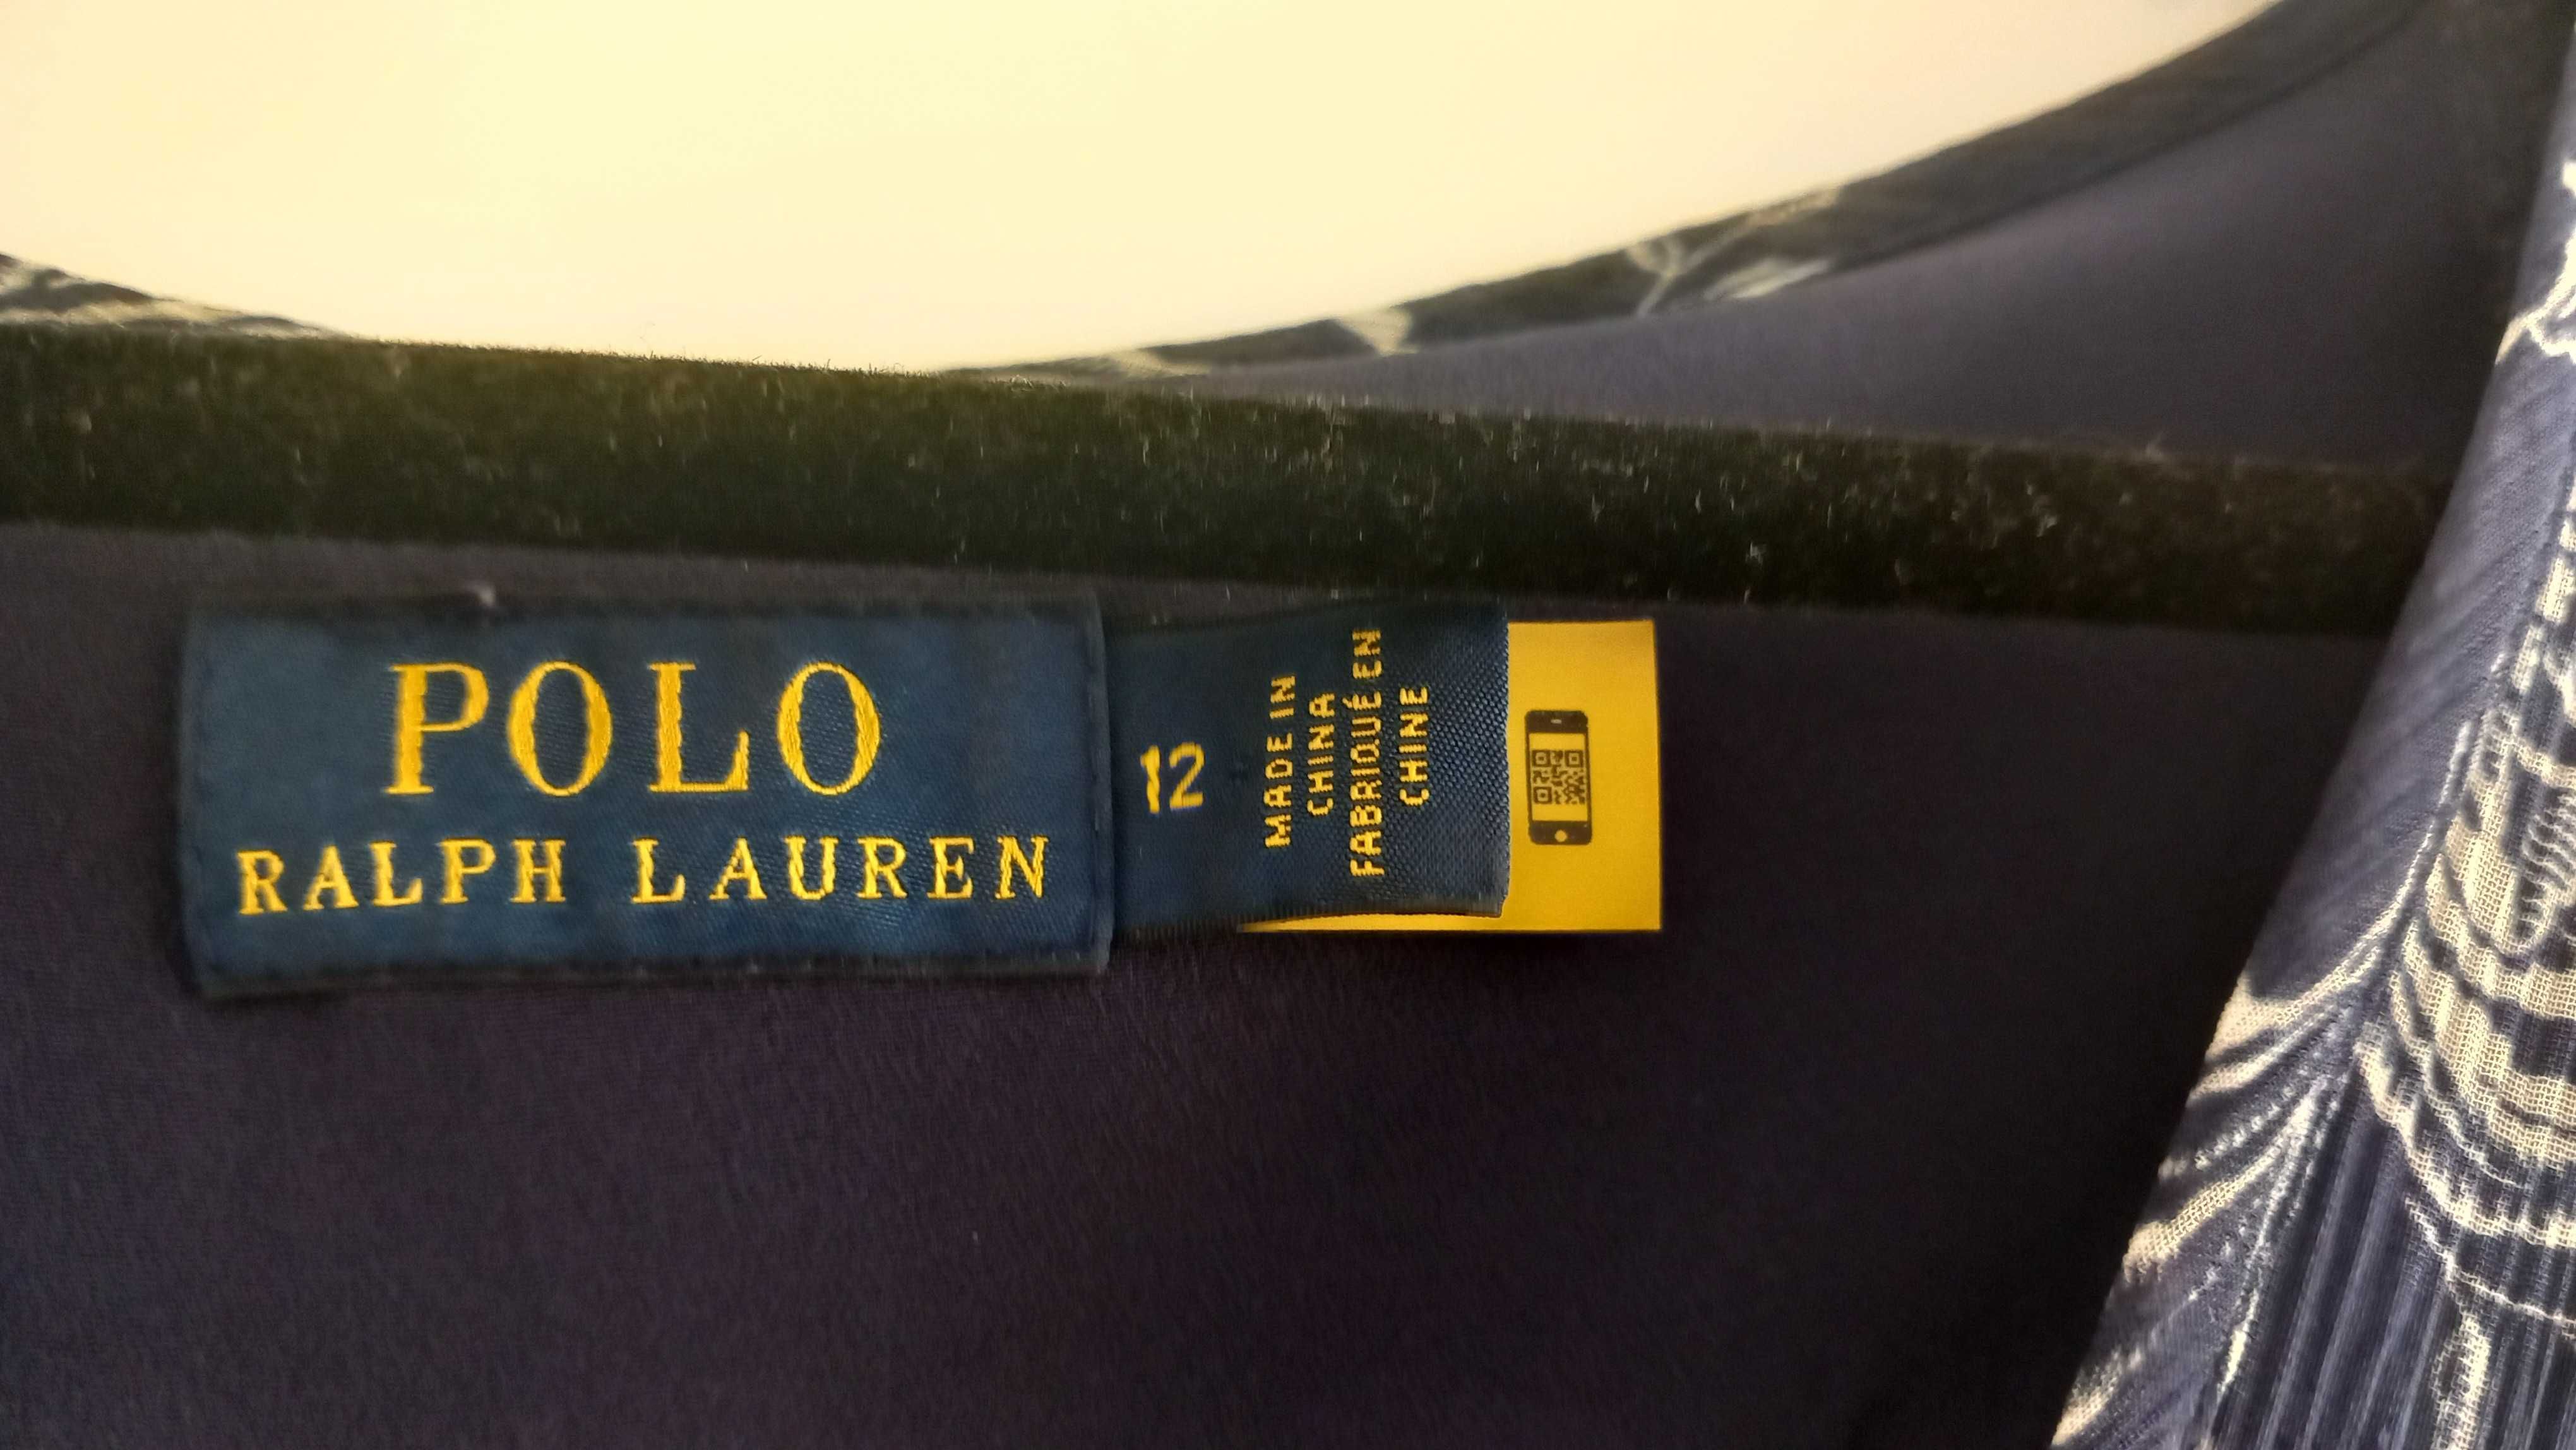 POLO
RALPH LAUREN
12
MADE IN
CHINA
FABRIQUÉ EN
CHINE